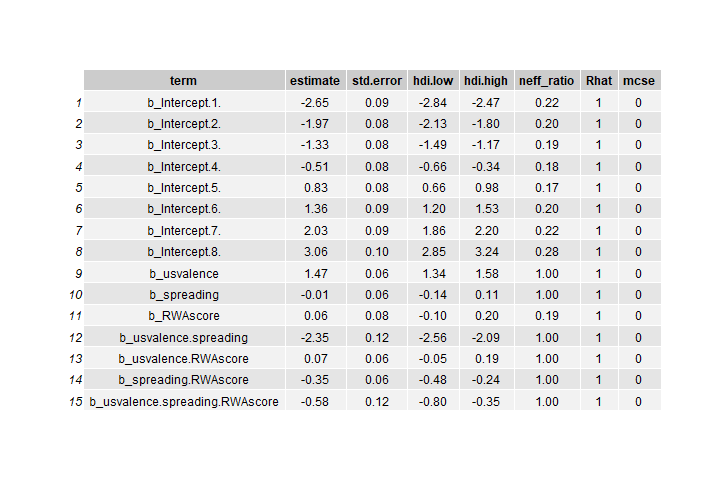 term estimate std.error hdi.low hdi.high neff_ratio Rhat mcse
1 b_Intercept.1. -2.65 0.09 -2.84 -2.47 0.22 1 0
2 b_Intercept.2. -1.97 0.08 -2.13 -1.80 0.20 1 0
3 b_Intercept.3. -1.33 0.08 -1.49 -1.17 0.19 1 0
4 b_Intercept.4. -0.51 0.08 -0.66 -0.34 0.18 1 0
5 b_Intercept.5. 0.83 0.08 0.66 0.98 0.17 1 0
6 b_Intercept.6. 1.36 0.09 1.20 1.53 0.20 1 0
7 b_Intercept.7. 2.03 0.09 1.86 2.20 0.22 1 0
8 b_Intercept.8. 3.06 0.10 2.85 3.24 0.28 1 0
9 b_usvalence 1.47 0.06 1.34 1.58 1.00 1 0
10 b_spreading -0.01 0.06 -0.14 0.11 1.00 1 0
11 b_RWAscore 0.06 0.08 -0.10 0.20 0.19 1 0
12 b_usvalence.spreading -2.35 0.12 -2.56 -2.09 1.00 1 0
13 b_usvalence.RWAscore 0.07 0.06 -0.05 0.19 1.00 1 0
14 b_spreading.RWAscore -0.35 0.06 -0.48 -0.24 1.00 1 0
15 b_usvalence.spreading.RWAscore -0.58 0.12 -0.80 -0.35 1.00 1 0